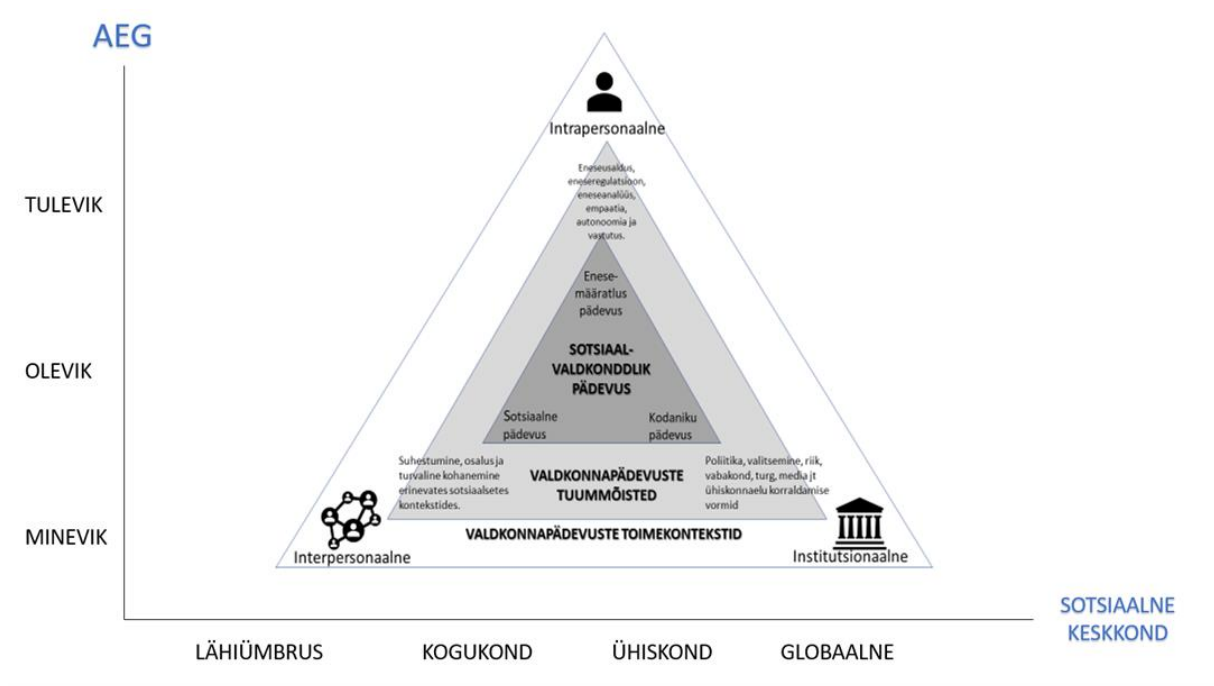 AEG
Intrapersonaalne
Eneseusaldus,
eneseregulatsioon,
eneseanalüüs,
empaatia,
autonoomia ja
vastutus.
TULEVIK
Enese-
määratlus
pädevus
SOTSIAAL-
VALDKONDDLIK
PÄDEVUS
OLEVIK
Sotsiaalne
pädevus
Kodaniku
pädevus
Suhestumine, osalus ja
turvaline kohanemine
erinevates sotsiaalsetes
kontekstides.
VALDKONNAPÄDEVUSTE
TUUMMÕISTED
Poliitika, valitsemine, riik,
vabakond, turg, media jt
ühiskonnaelu korraldamise
vormid
MINEVIK
VALDKONNAPÄDEVUSTE TOIMEKONTEKSTID
Interpersonaalne
Institutsionaalne
SOTSIAALNE
KESKKOND
LÄHIÜMBRUS
KOGUKOND
ÜHISKOND
GLOBAALNE